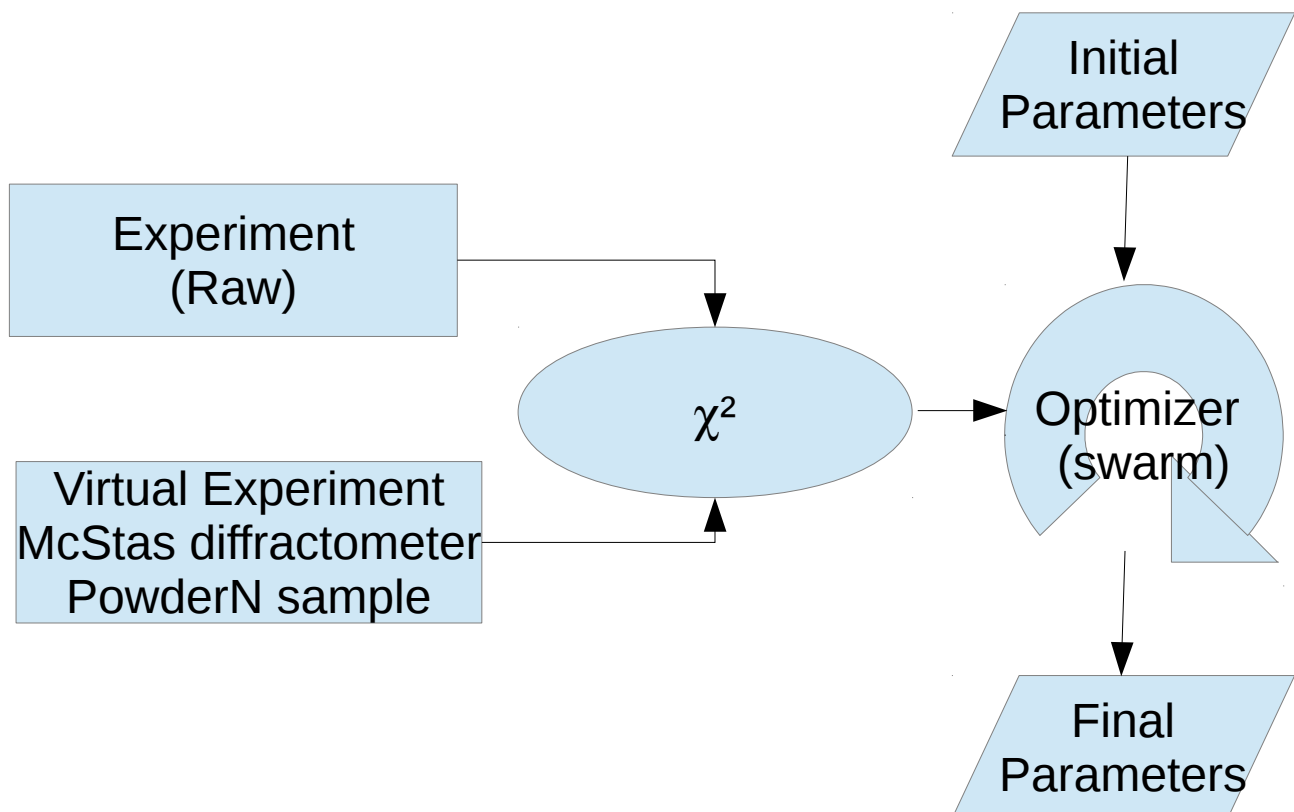 Initial
Parameters
Experiment
(Raw)
χ²
Optimizer
(swarm)
Virtual Experiment
McStas diffractometer
PowderN sample
Final
Parameters